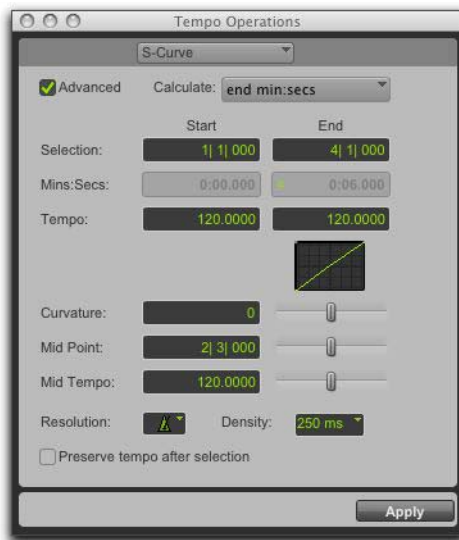 Tempo Operations
S-Curve
Advanced Calculate: end min:secs
Start End
Selection: 1| 1| 000 4| 1| 000
Mins:Secs: 0:00.000 0:06.000
Tempo: 120.0000 120.0000
Curvature: 0
Mid Point: 2| 3| 000
Mid Tempo: 120.0000
Resolution: Density: 250 ms
Preserve tempo after selection
Apply